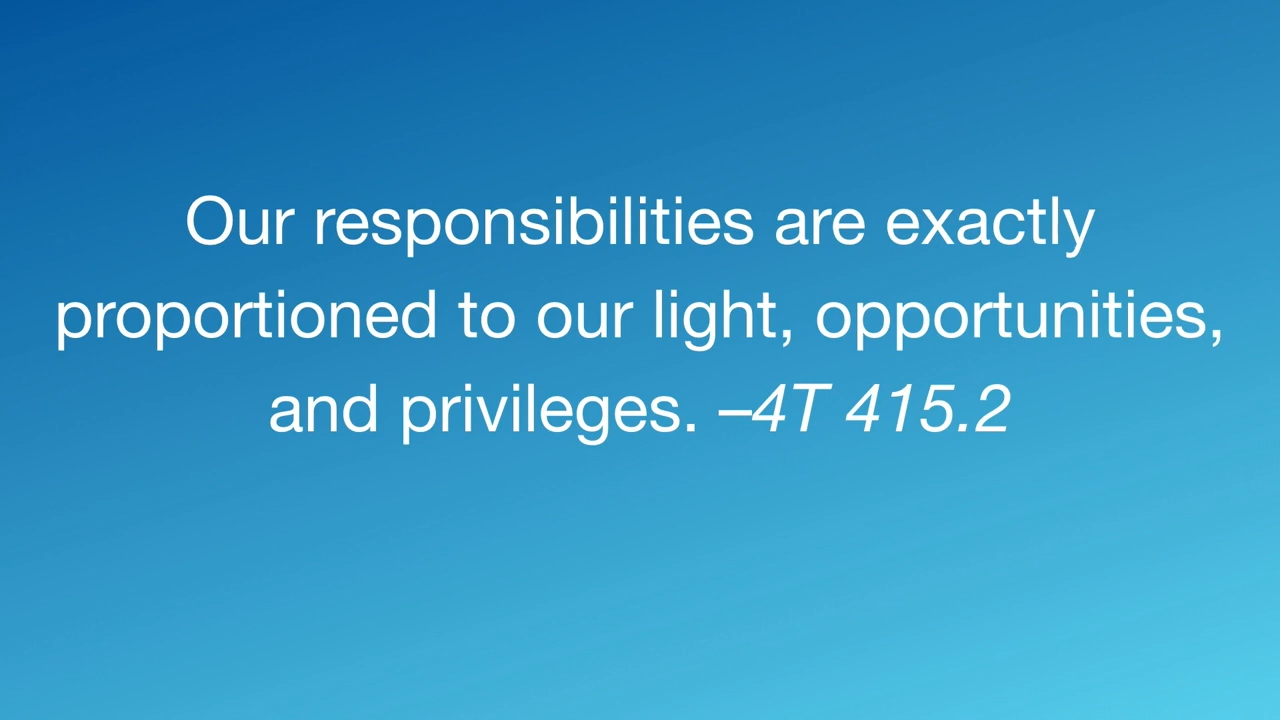 Our responsibilities are exactly
proportioned to our light, opportunities,
and privileges. –4T 415.2